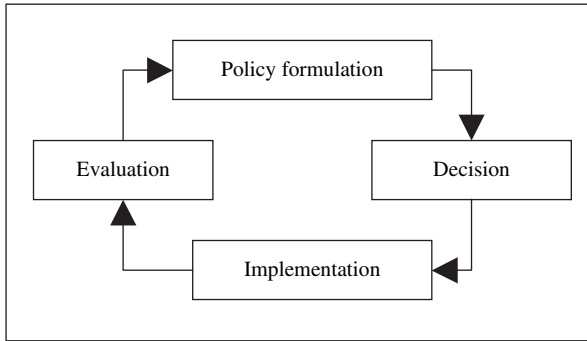 Policy formulation
Evaluation
Decision
Implementation